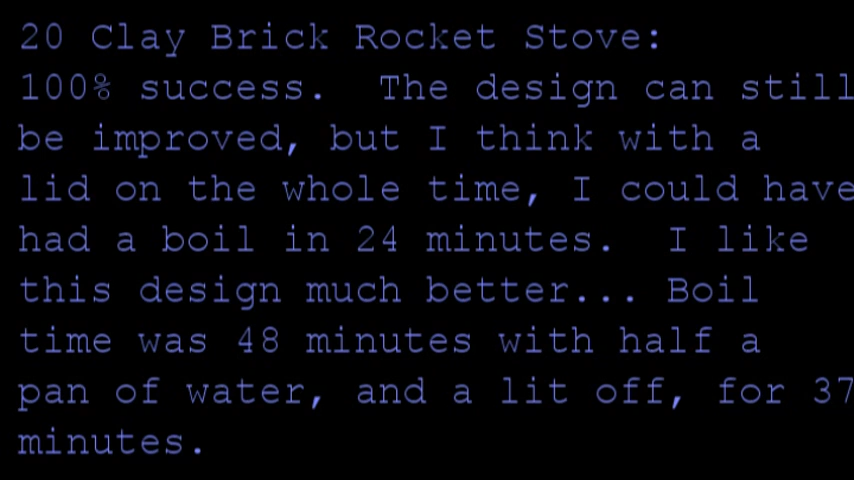 20 Clay Brick Rocket Stove:
100% success.  The design can still
be improved, but I think with a
lid on the whole time, I could have
had a boil in 24 minutes.  I like
this design much better... Boil
time was 48 minutes with half a
pan of water, and a lit off, for 37
minutes.